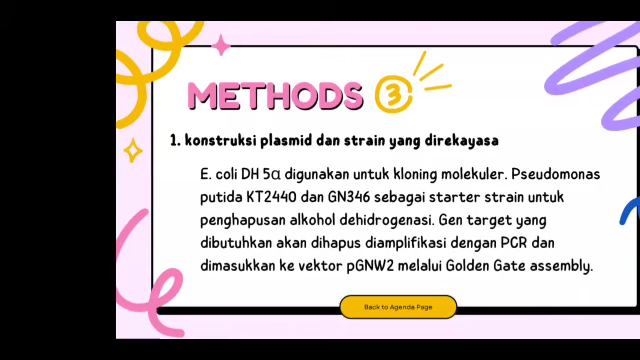 METHODS 3
1. konstruksi plasmid dan strain yang direkayasa
E. coli DH 5α digunakan untuk kloning molekuler. Pseudomonas
putida KT2440 dan GN346 sebagai starter strain untuk
penghapusan alkohol dehidrogenasi. Gen target yang
dibutuhkan akan dihapus diamplifikasi dengan PCR dan
dimasukkan ke vektor pGNW2 melalui Golden Gate assembly.
Back to Agenda Page